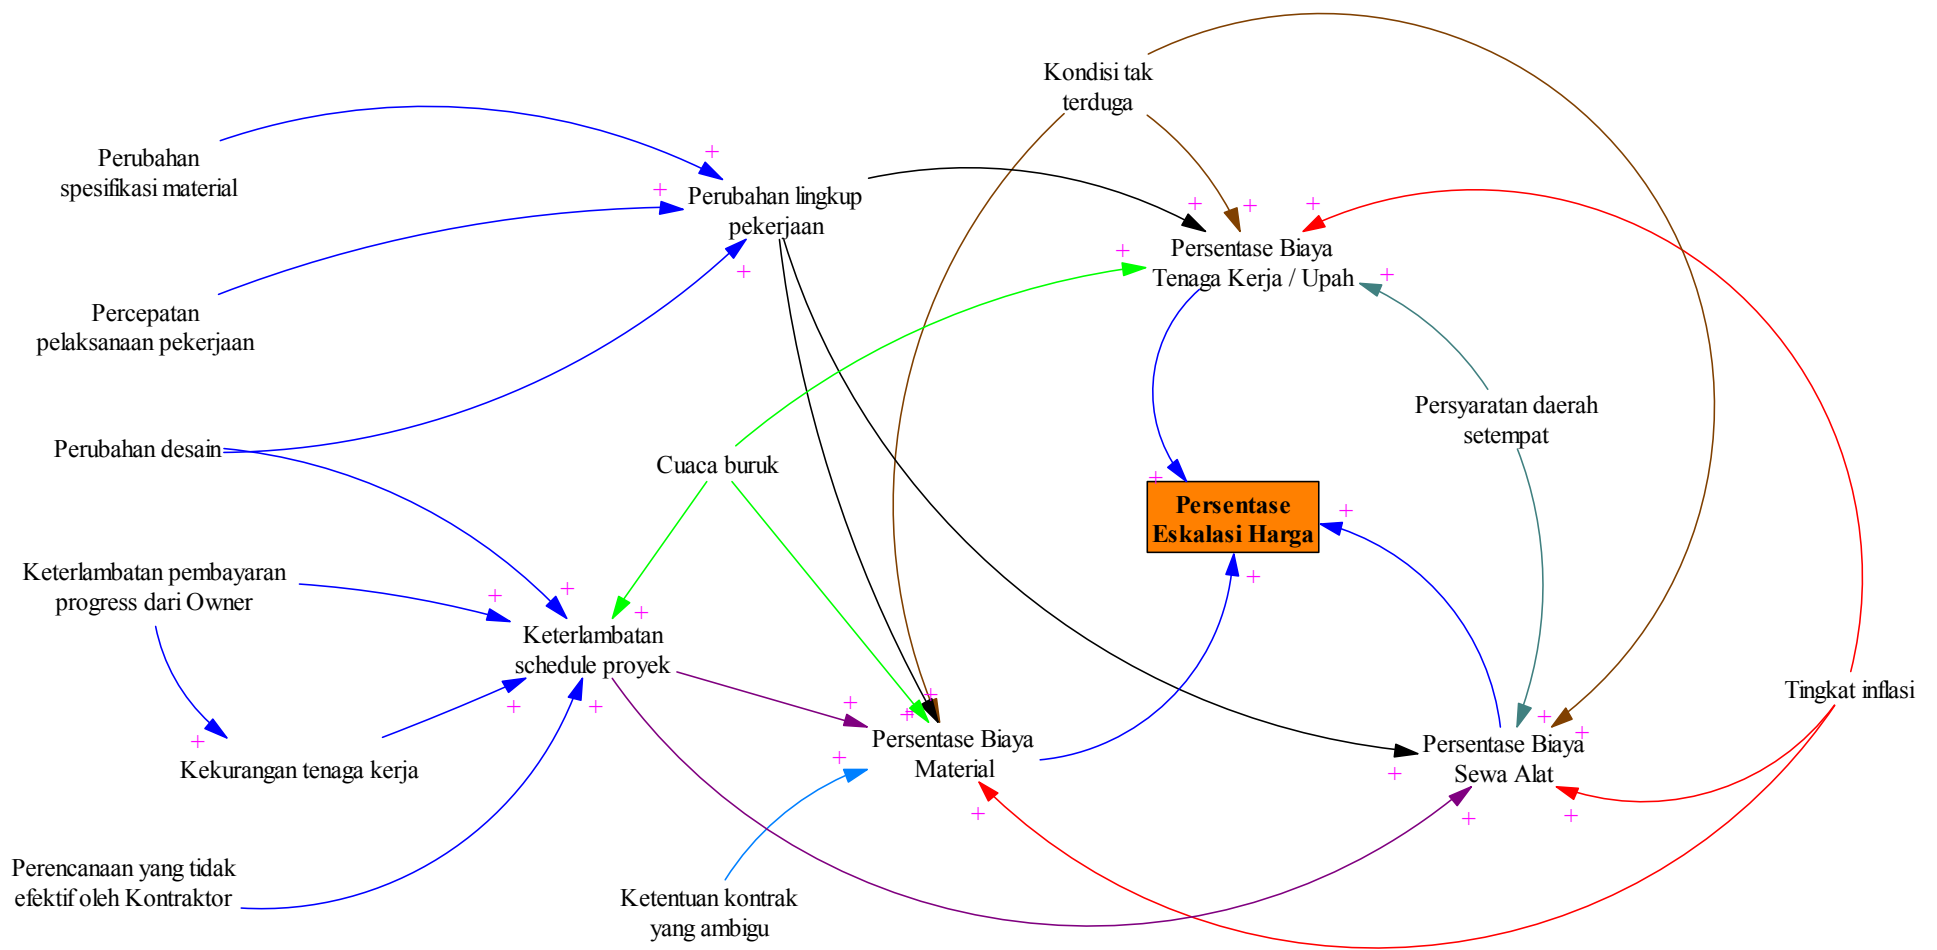 Kondisi tak
terduga
Perubahan
spesifikasi material
Perubahan lingkup
pekerjaan
Persentase Biaya
Tenaga Kerja / Upah
Percepatan
pelaksanaan pekerjaan
Persyaratan daerah
setempat
Perubahan desain
Cuaca buruk
Persentase
Eskalasi Harga
Keterlambatan pembayaran
progress dari Owner
Keterlambatan
schedule proyek
Tingkat inflasi
Persentase Biaya
Material
Persentase Biaya
Sewa Alat
Kekurangan tenaga kerja
Perencanaan yang tidak
efektif oleh Kontraktor
Ketentuan kontrak
yang ambigu